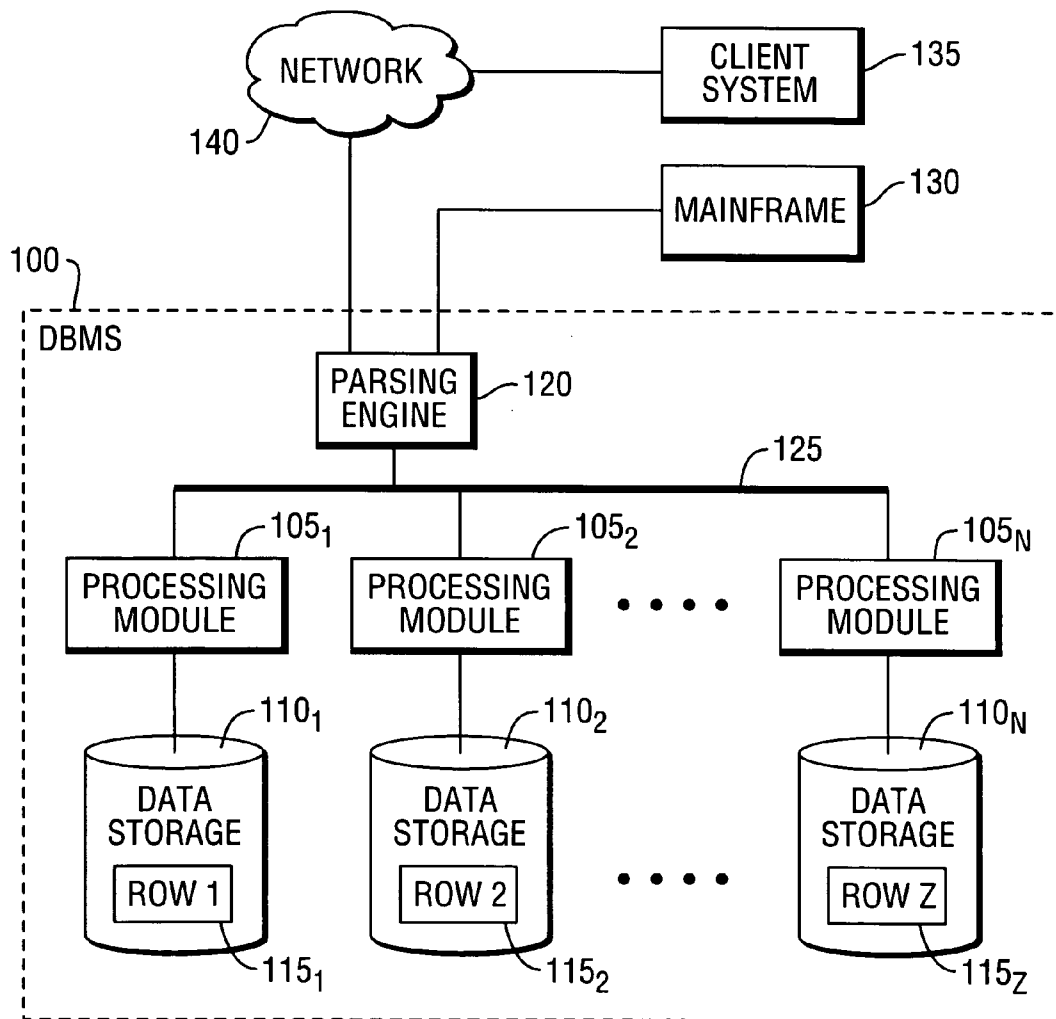 NETWORK
140
CLIENT
SYSTEM
135
MAINFRAME
130
100
DBMS
PARSING
ENGINE
120
125
105₁
105₂
105N
PROCESSING
MODULE
PROCESSING
MODULE
PROCESSING
MODULE
110₁
110₂
110N
DATA
STORAGE
DATA
STORAGE
DATA
STORAGE
ROW 1
ROW 2
ROW Z
115₁
115₂
115Z